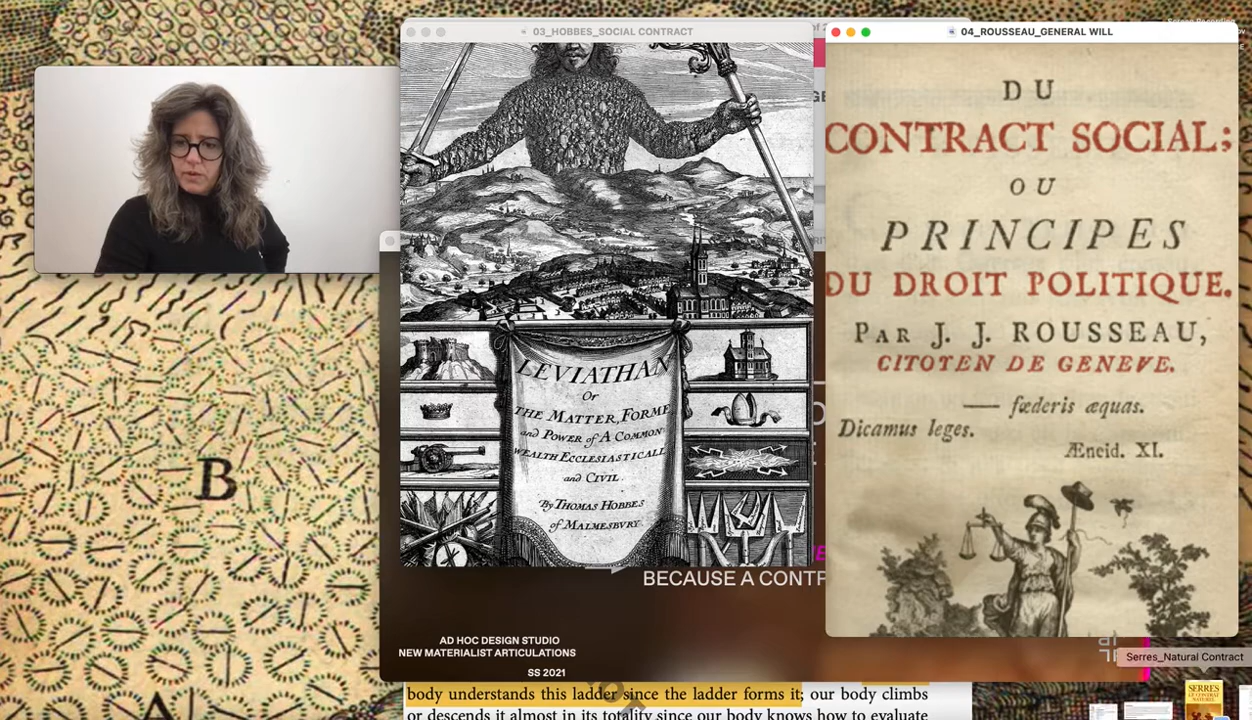 03_HOBBES_SOCIAL CONTRACT
LEVIATHAN
Or
THE MATTER, FORME
and POWER of A COMMON
WEALTH ECCLESIASTICALL
and CIVIL.
By THOMAS HOBBES
of MALMESBVRY.
04_ROUSSEAU_GENERAL WILL
DU
CONTRACT SOCIAL;
OU
PRINCIPES
DU DROIT POLITIQUE.
PAR J. J. ROUSSEAU,
CITOYEN DE GENEVE.
— fœderis æquas.
Dicamus leges.
Æneid. XI.
B
BECAUSE A CONTR
AD HOC DESIGN STUDIO
NEW MATERIALIST ARTICULATIONS
SS 2021
Serres_Natural Contract
SERRES
body understands this ladder since the ladder forms it; our body climbs
or descends it almost in its totality since our body knows how to evaluate